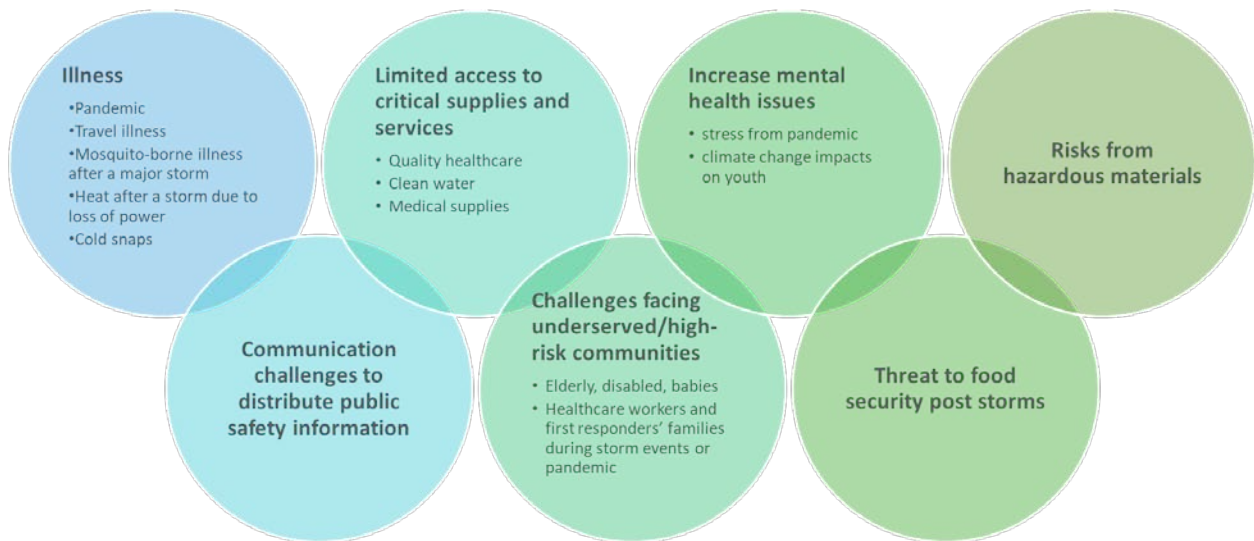 Illness
•Pandemic
•Travel illness
•Mosquito-borne illness
after a major storm
•Heat after a storm due to
loss of power
•Cold snaps
Communication
challenges to
distribute public
safety information
Limited access to
critical supplies and
services
• Quality healthcare
• Clean water
• Medical supplies
Challenges facing
underserved/high-
risk communities
• Elderly, disabled, babies
• Healthcare workers and
first responders’ families
during storm events or
pandemic
Increase mental
health issues
• stress from pandemic
• climate change impacts
on youth
Threat to food
security post storms
Risks from
hazardous materials